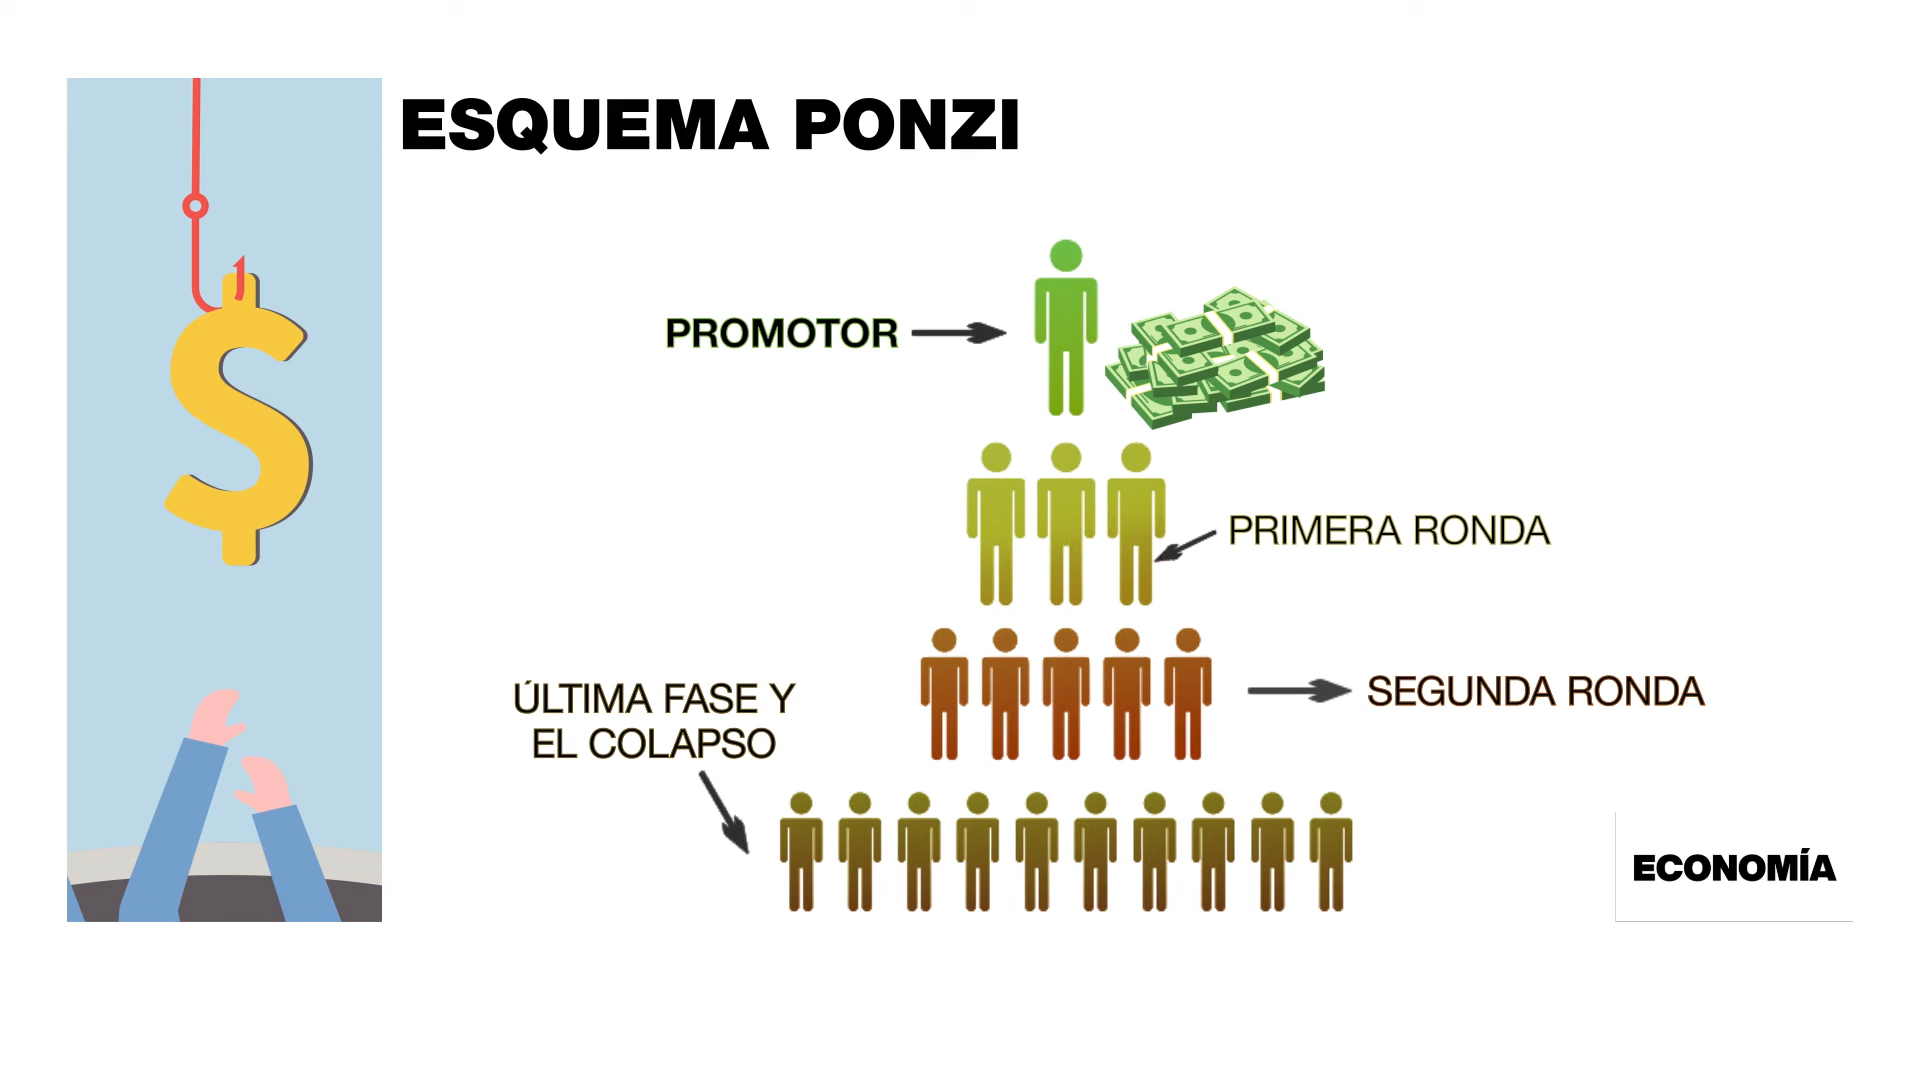 ESQUEMA PONZI
PROMOTOR
PRIMERA RONDA
SEGUNDA RONDA
ÚLTIMA FASE Y
EL COLAPSO
ECONOMÍA